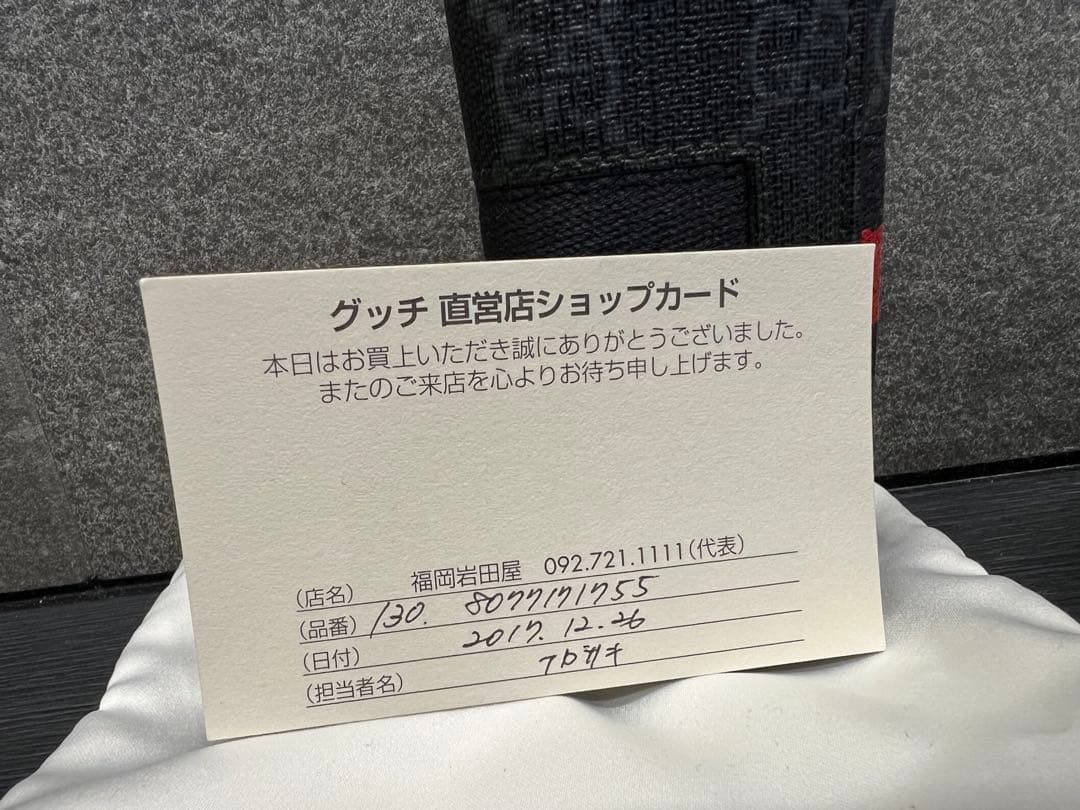 グッチ 直営店ショップカード
本日はお買上いただき誠にありがとうございました。
またのご来店を心よりお待ち申し上げます。
(店名) 福岡岩田屋 092.721.1111(代表)
(品番) 130. 8077171755
(日付) 2017.12.26
(担当者名)